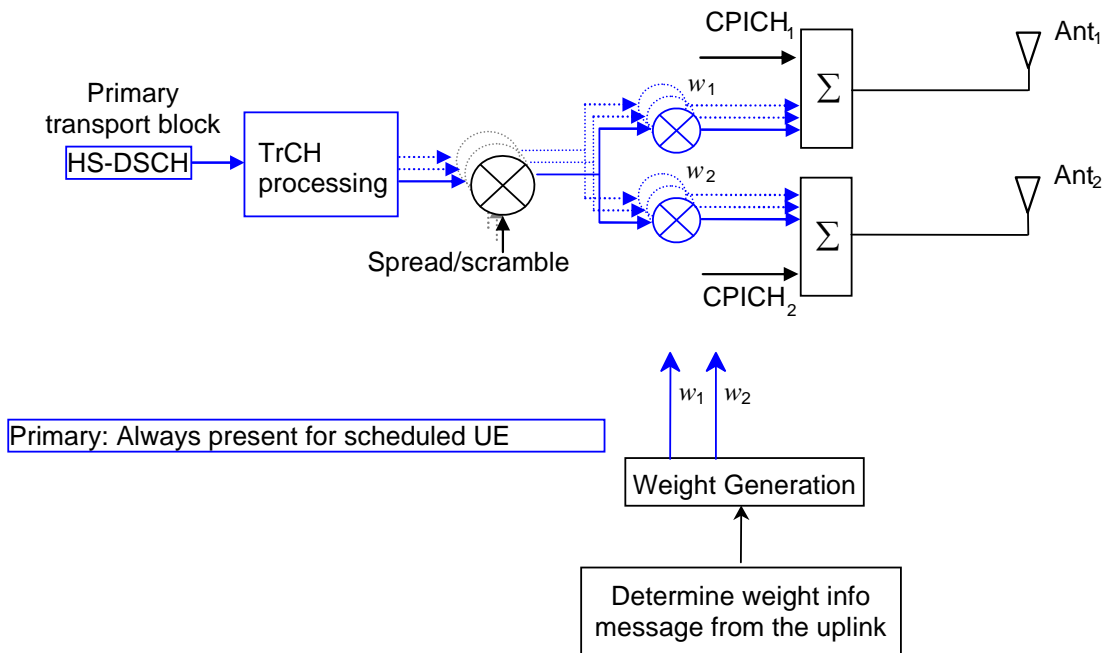 CPICH1
Ant1
Primary
transport block
HS-DSCH
TrCH
processing
w1
Σ
w2
Ant2
Σ
Spread/scramble
CPICH2
w1 w2
Primary: Always present for scheduled UE
Weight Generation
Determine weight info
message from the uplink